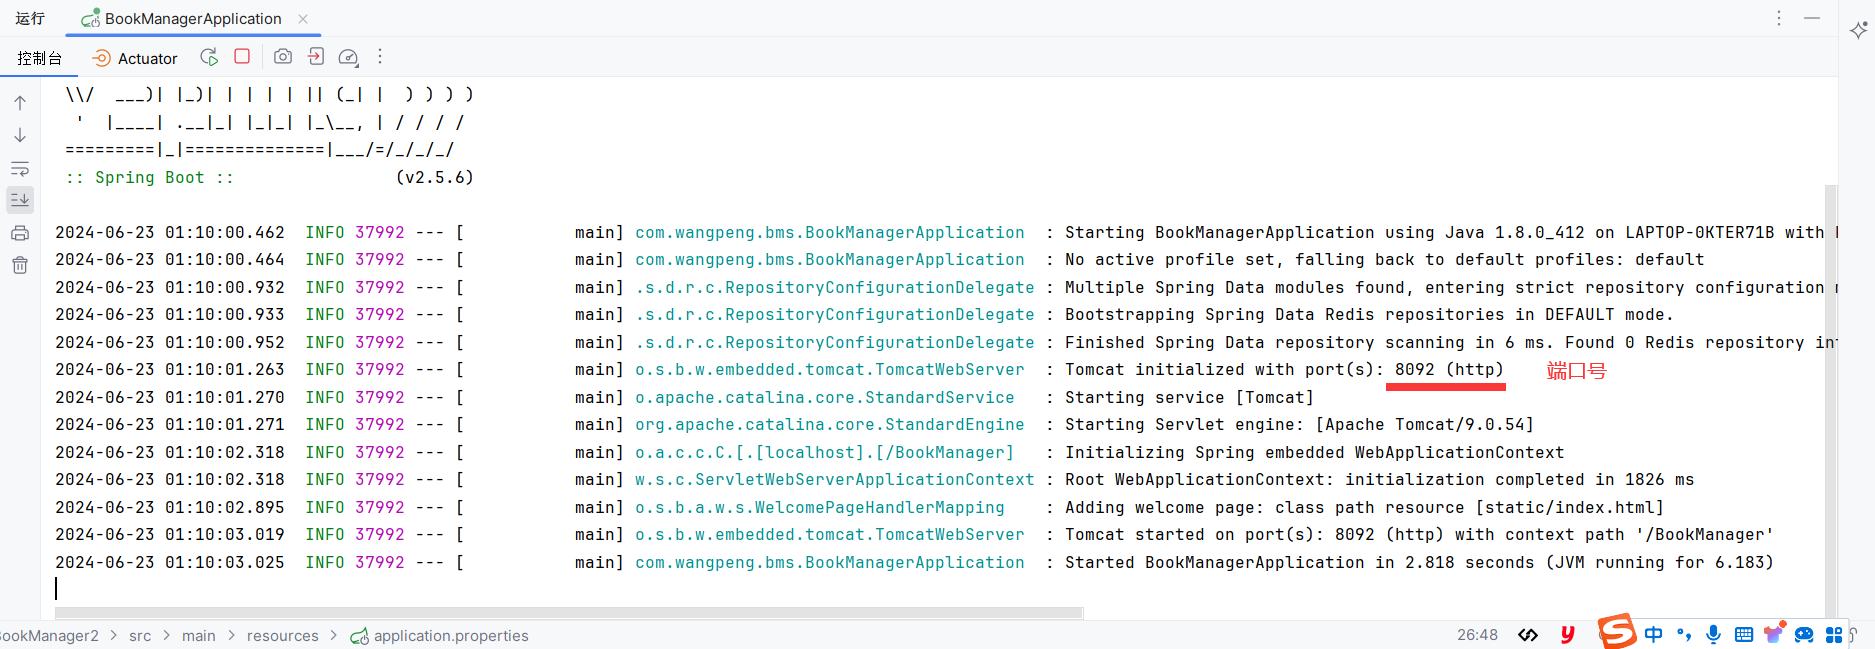 运行 BookManagerApplication
控制台 Actuator
\\/  ___)| |_)| | | | | || (_| |  ) ) ) )
'  |____| .__|_| |_|_| |_\__, | / / / /
=========|_|==============|___/=/_/_/_/
:: Spring Boot ::                (v2.5.6)
2024-06-23 01:10:00.462  INFO 37992 --- [           main] com.wangpeng.bms.BookManagerApplication  : Starting BookManagerApplication using Java 1.8.0_412 on LAPTOP-0KTER71B with
2024-06-23 01:10:00.464  INFO 37992 --- [           main] com.wangpeng.bms.BookManagerApplication  : No active profile set, falling back to default profiles: default
2024-06-23 01:10:00.932  INFO 37992 --- [           main] .s.d.r.c.RepositoryConfigurationDelegate : Multiple Spring Data modules found, entering strict repository configuration
2024-06-23 01:10:00.933  INFO 37992 --- [           main] .s.d.r.c.RepositoryConfigurationDelegate : Bootstrapping Spring Data Redis repositories in DEFAULT mode.
2024-06-23 01:10:00.952  INFO 37992 --- [           main] .s.d.r.c.RepositoryConfigurationDelegate : Finished Spring Data repository scanning in 6 ms. Found 0 Redis repository int
2024-06-23 01:10:01.263  INFO 37992 --- [           main] o.s.b.w.embedded.tomcat.TomcatWebServer  : Tomcat initialized with port(s): 8092 (http) 端口号
2024-06-23 01:10:01.270  INFO 37992 --- [           main] o.apache.catalina.core.StandardService   : Starting service [Tomcat]
2024-06-23 01:10:01.271  INFO 37992 --- [           main] org.apache.catalina.core.StandardEngine  : Starting Servlet engine: [Apache Tomcat/9.0.54]
2024-06-23 01:10:02.318  INFO 37992 --- [           main] o.a.c.c.C.[.[localhost].[/BookManager]   : Initializing Spring embedded WebApplicationContext
2024-06-23 01:10:02.318  INFO 37992 --- [           main] w.s.c.ServletWebServerApplicationContext : Root WebApplicationContext: initialization completed in 1826 ms
2024-06-23 01:10:02.895  INFO 37992 --- [           main] o.s.b.a.w.s.WelcomePageHandlerMapping    : Adding welcome page: class path resource [static/index.html]
2024-06-23 01:10:03.019  INFO 37992 --- [           main] o.s.b.w.embedded.tomcat.TomcatWebServer  : Tomcat started on port(s): 8092 (http) with context path '/BookManager'
2024-06-23 01:10:03.025  INFO 37992 --- [           main] com.wangpeng.bms.BookManagerApplication  : Started BookManagerApplication in 2.818 seconds (JVM running for 6.183)
ookManager2 > src > main > resources > application.properties 26:48 中